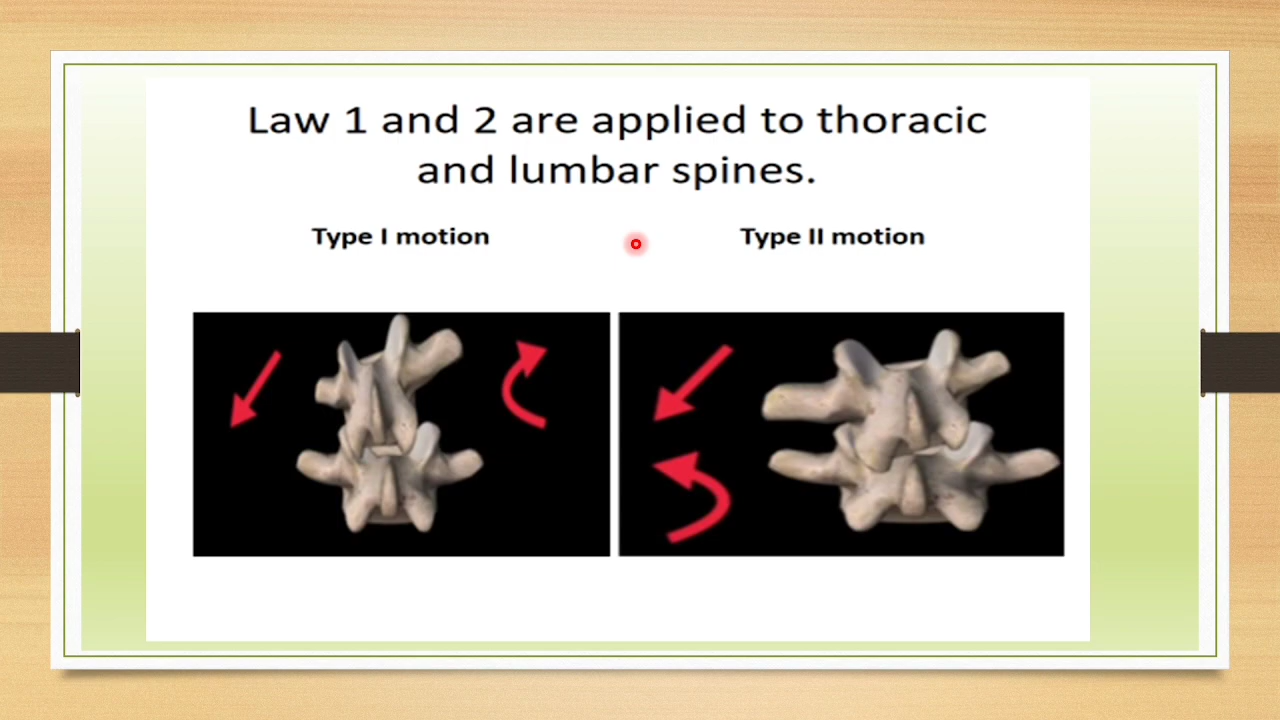 Law 1 and 2 are applied to thoracic
and lumbar spines.
Type I motion
Type II motion